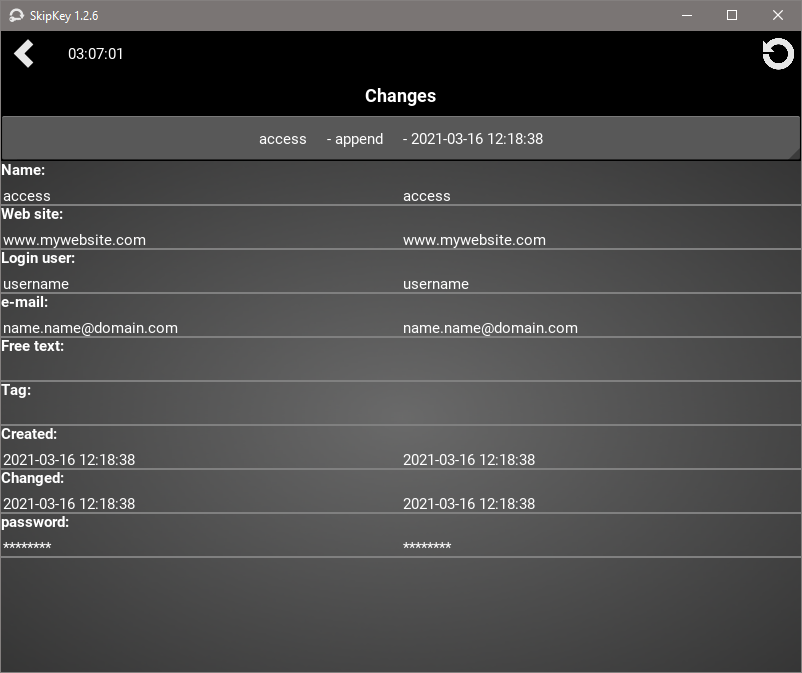 SkipKey 1.2.6
03:07:01
Changes
access - append - 2021-03-16 12:18:38
Name:
access access
Web site:
www.mywebsite.com www.mywebsite.com
Login user:
username username
e-mail:
name.name@domain.com name.name@domain.com
Free text:
Tag:
Created:
2021-03-16 12:18:38 2021-03-16 12:18:38
Changed:
2021-03-16 12:18:38 2021-03-16 12:18:38
password:
******** ********